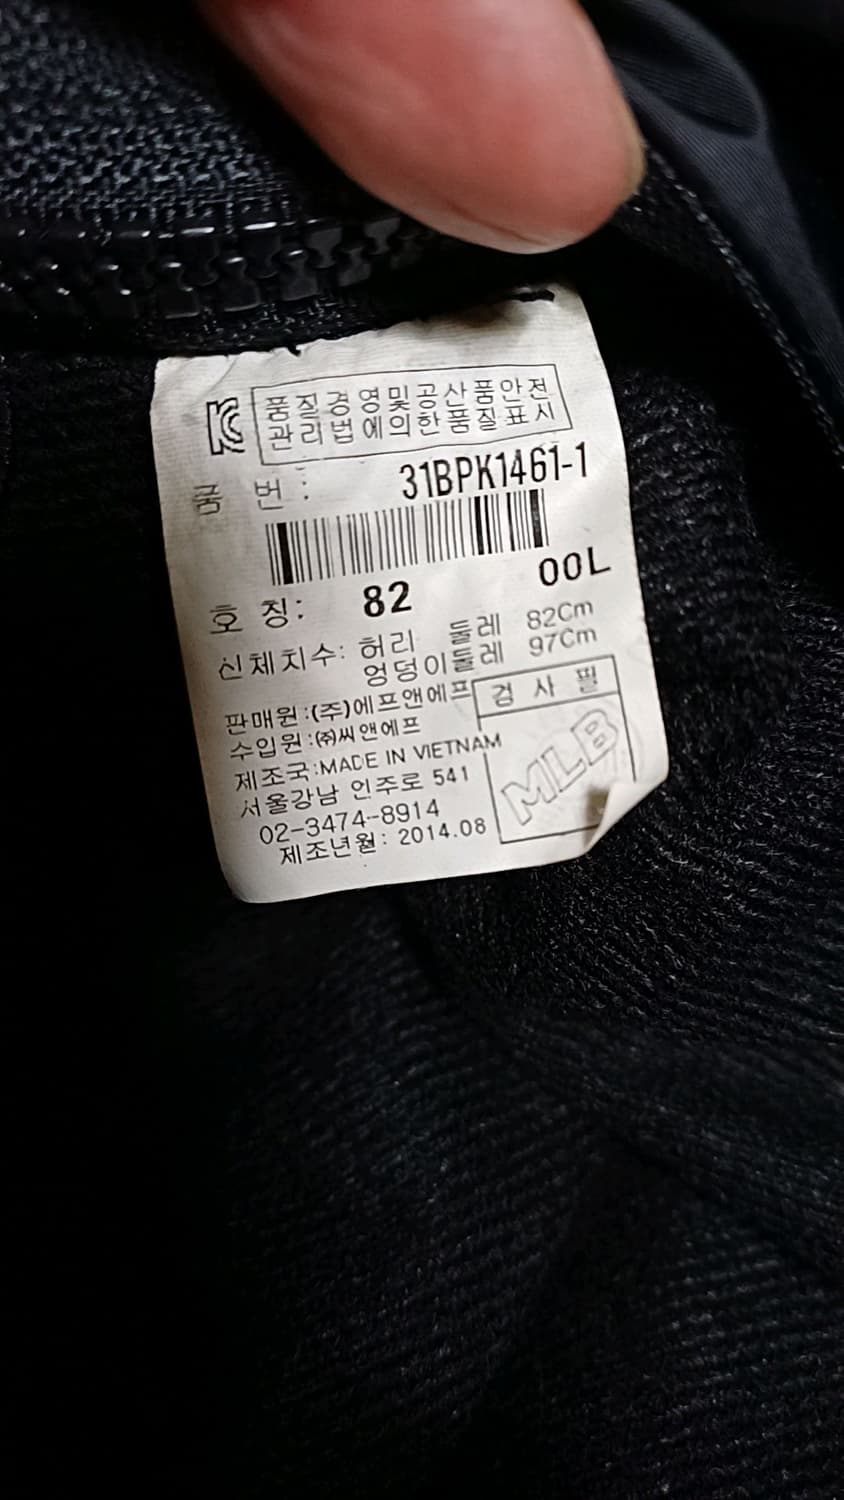 KC 품질경영및공산품안전
관리법에의한품질표시
품 번 : 31BPK1461-1
00L
호 칭: 82
신체치수: 허리 둘레 82Cm
엉덩이둘레 97Cm
검 사 필
판매원:(주)에프앤에프
수입원:㈜씨앤에프
MLB
제조국:MADE IN VIETNAM
서울강남 언주로 541
02-3474-8914
제조년월: 2014.08